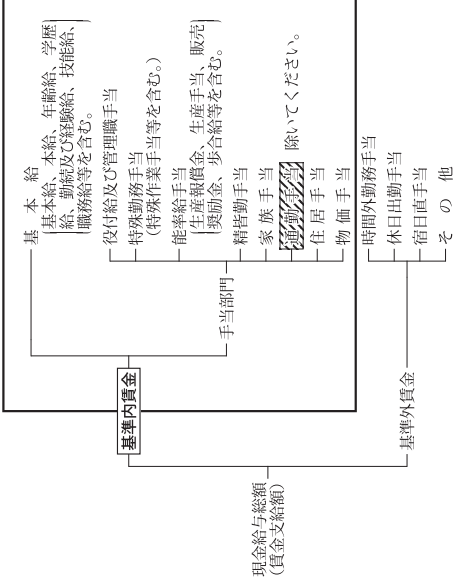 現金給与総額
（賃金支給額）
基準内賃金
基本給
基本給、本給、年齢給、学歴
給、勤続及び経験給、技能給、
職務給等を含む。
手当部門
役付給及び管理職手当
特殊勤務手当
（特殊作業手当等を含む。）
能率給手当
生産報償金、生産手当、販売
奨励金、歩合給等を含む。
精皆勤手当
家族手当
通勤手当 除いてください。
住居手当
物価手当
基準外賃金
時間外勤務手当
休日出勤手当
宿日直手当
その他